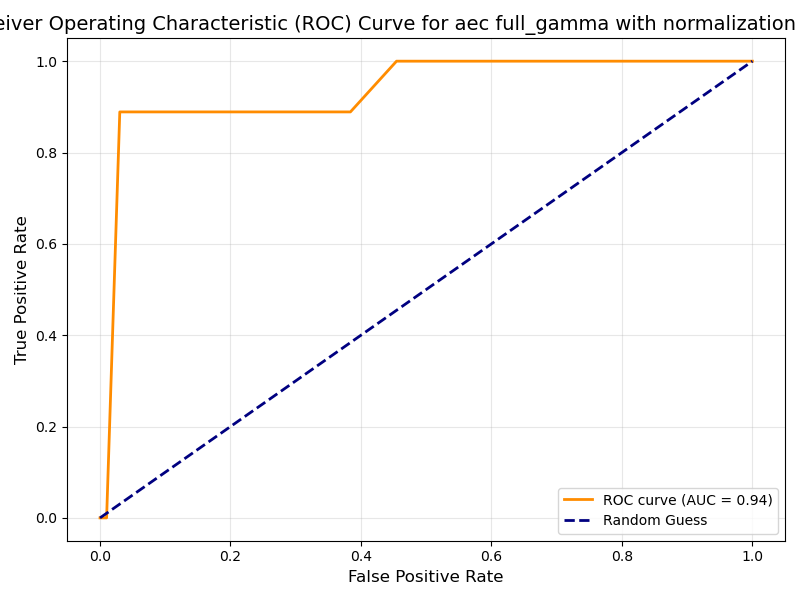 eiver Operating Characteristic (ROC) Curve for aec full_gamma with normalization
1.0
0.8
0.6
0.4
0.2
0.0
True Positive Rate
0.0 0.2 0.4 0.6 0.8 1.0
False Positive Rate
ROC curve (AUC = 0.94)
Random Guess